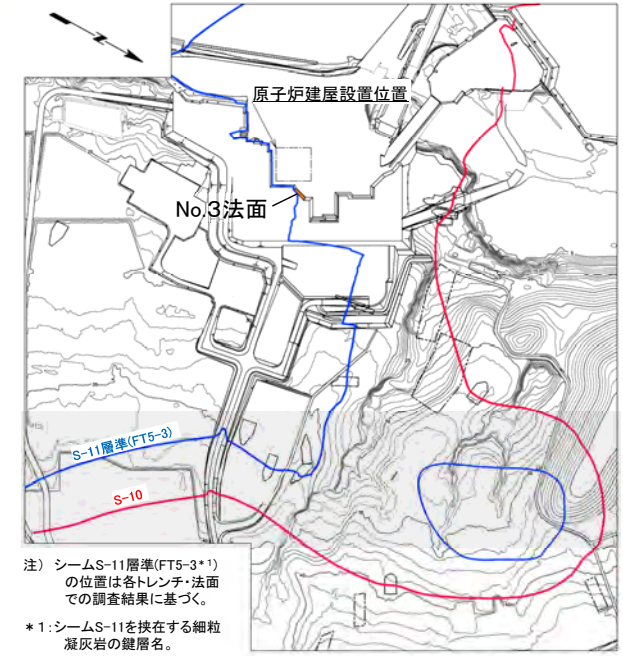 N
原子炉建屋設置位置
No.3法面
S-11層準(FT5-3)
S-10
注） シームS-11層準(FT5-3*1)
の位置は各トレンチ・法面
での調査結果に基づく。
＊1：シームS-11を挟在する細粒
凝灰岩の鍵層名。